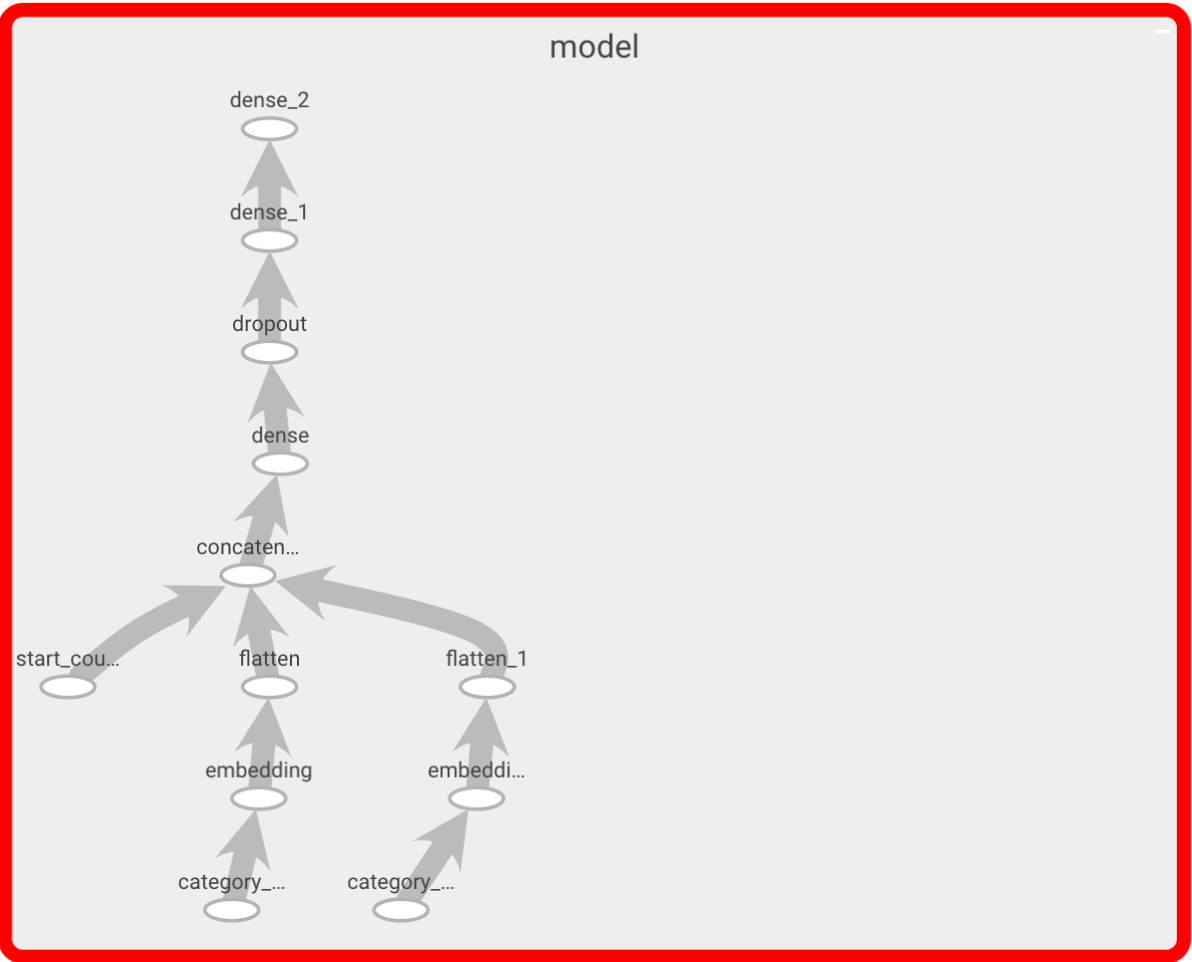 model
dense_2
dense_1
dropout
dense
concaten...
start_cou... flatten flatten_1
embedding embeddi...
category_... category_...